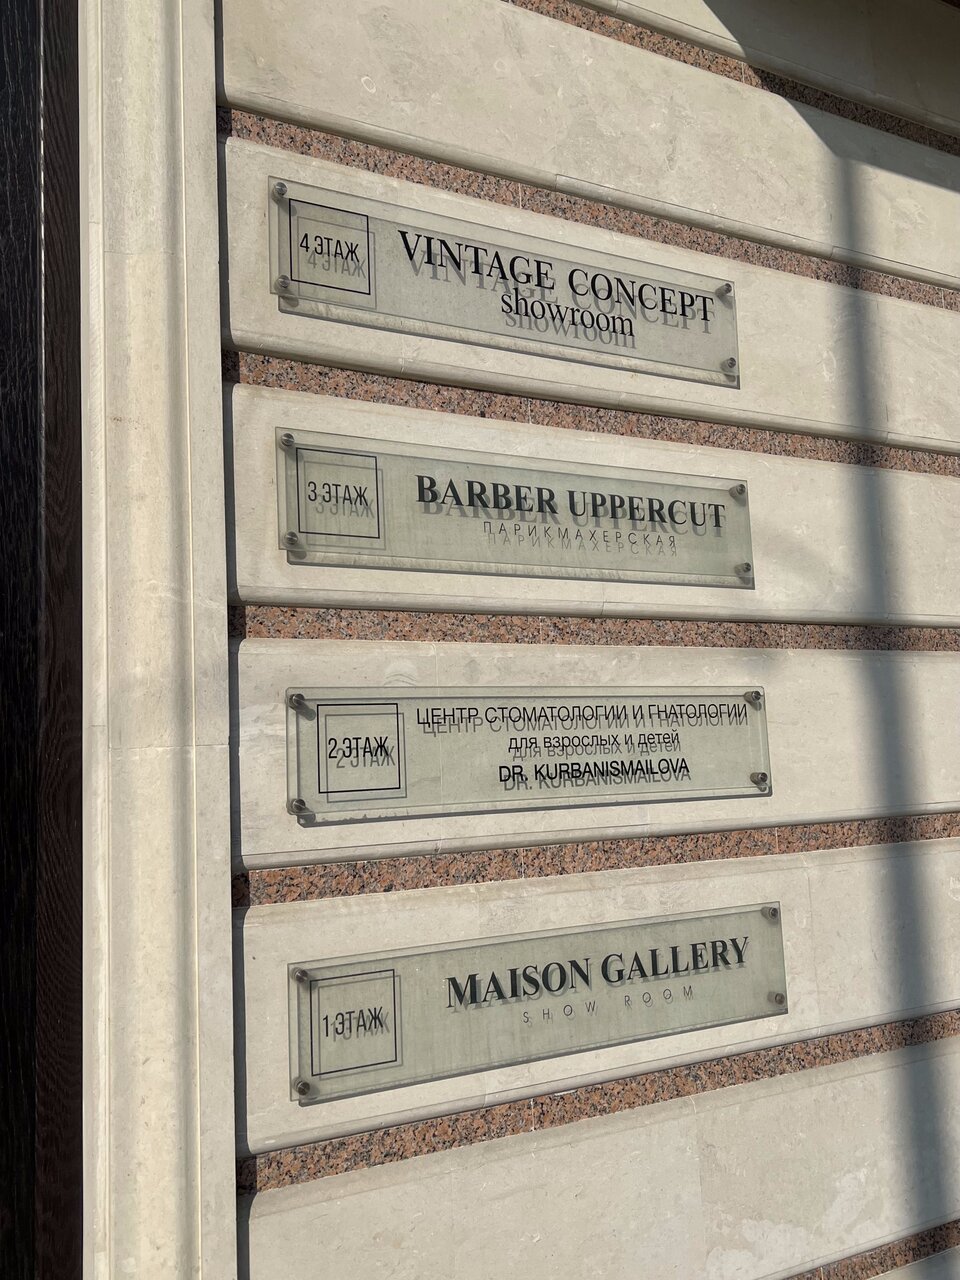 4 ЭТАЖ
VINTAGE CONCEPT
showroom
3 ЭТАЖ
BARBER UPPERCUT
ПАРИКМАХЕРСКАЯ
2 ЭТАЖ
ЦЕНТР СТОМАТОЛОГИИ И ГНАТОЛОГИИ
для взрослых и детей
DR. KURBANISMAILOVA
1 ЭТАЖ
MAISON GALLERY
SHOW ROOM